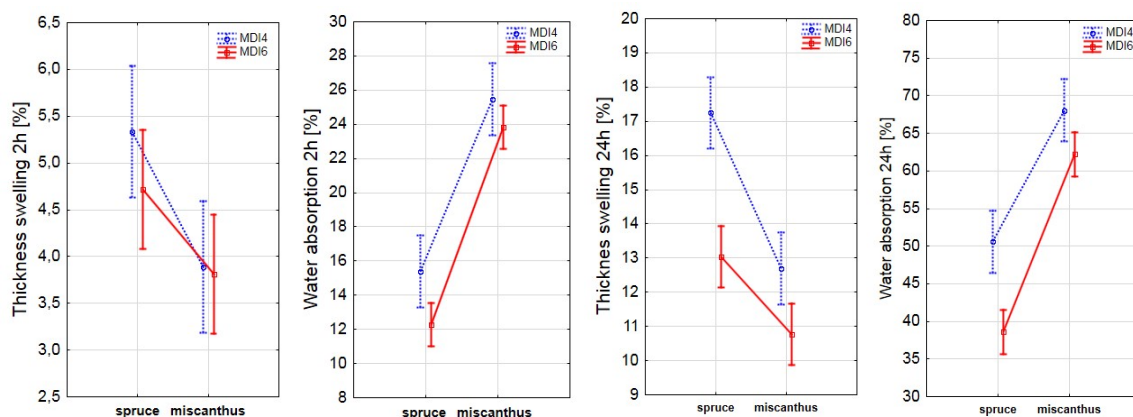 Thickness swelling 2h [%]
6.5
6.0
5.5
5.0
4.5
4.0
3.5
3.0
2,5
MDI4
MDI6
spruce miscanthus
Water absorption 2h [%]
30
28
26
24
22
20
18
16
14
12
10
8
MDI4
MDI6
spruce miscanthus
Thickness swelling 24h [%]
20
19
18
17
16
15
14
13
12
11
10
9
MDI4
MDI6
spruce miscanthus
Water absorption 24h [%]
80
75
70
65
60
55
50
45
40
35
30
MDI4
MDI6
spruce miscanthus